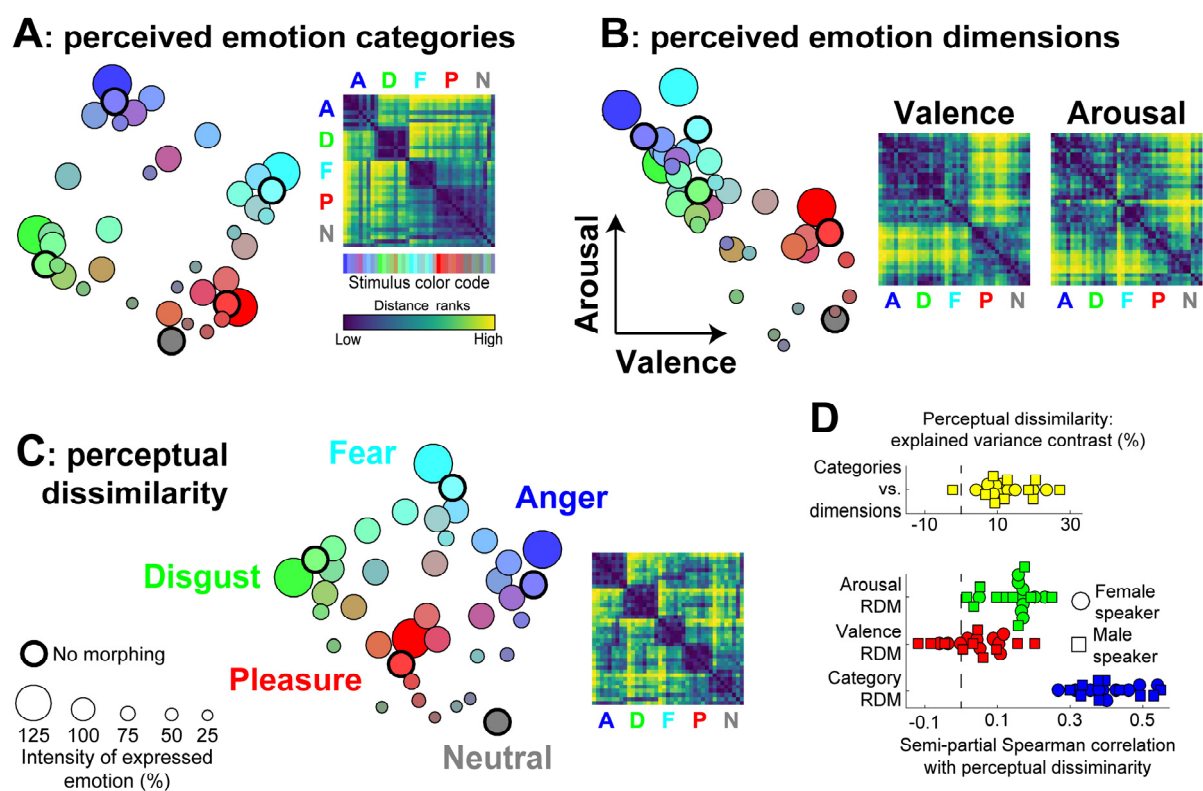 A: perceived emotion categories
A D F P N
A
D
F
P
N
Stimulus color code
Distance ranks
Low High
B: perceived emotion dimensions
Valence Arousal
Arousal
Valence
A D F P N
A D F P N
C: perceptual
dissimilarity
Fear
Anger
Disgust
Pleasure
Neutral
No morphing
125 100 75 50 25
Intensity of expressed
emotion (%)
A D F P N
D
Perceptual dissimilarity:
explained variance contrast (%)
Categories
vs.
dimensions
-10 10 30
Arousal
RDM
Valence
RDM
Category
RDM
Female
speaker
Male
speaker
-0.1 0.1 0.3 0.5
Semi-partial Spearman correlation
with perceptual dissiminarity